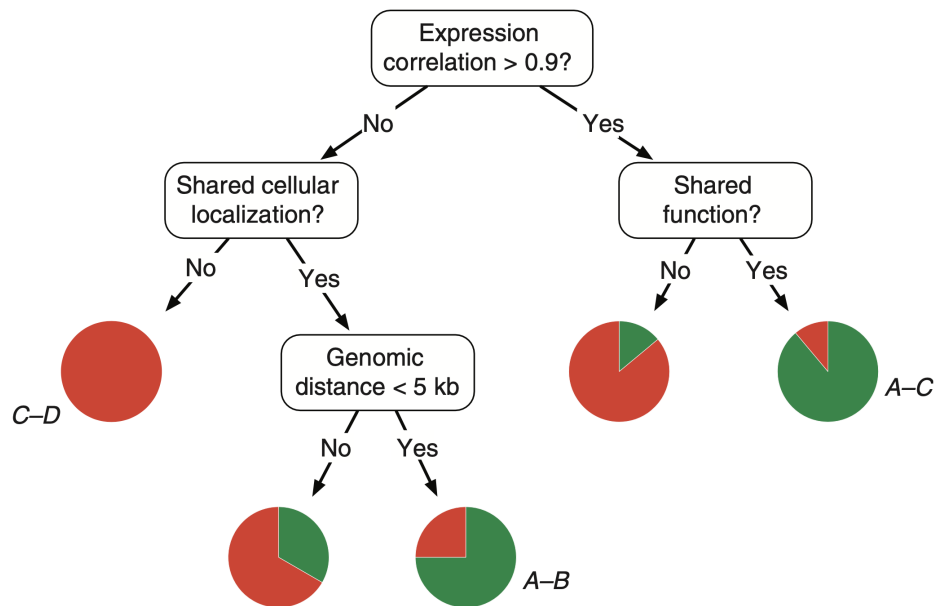 Expression
correlation > 0.9?
No
Yes
Shared cellular
localization?
Shared
function?
No
Yes
No
Yes
C–D
Genomic
distance < 5 kb
A–C
No
Yes
A–B